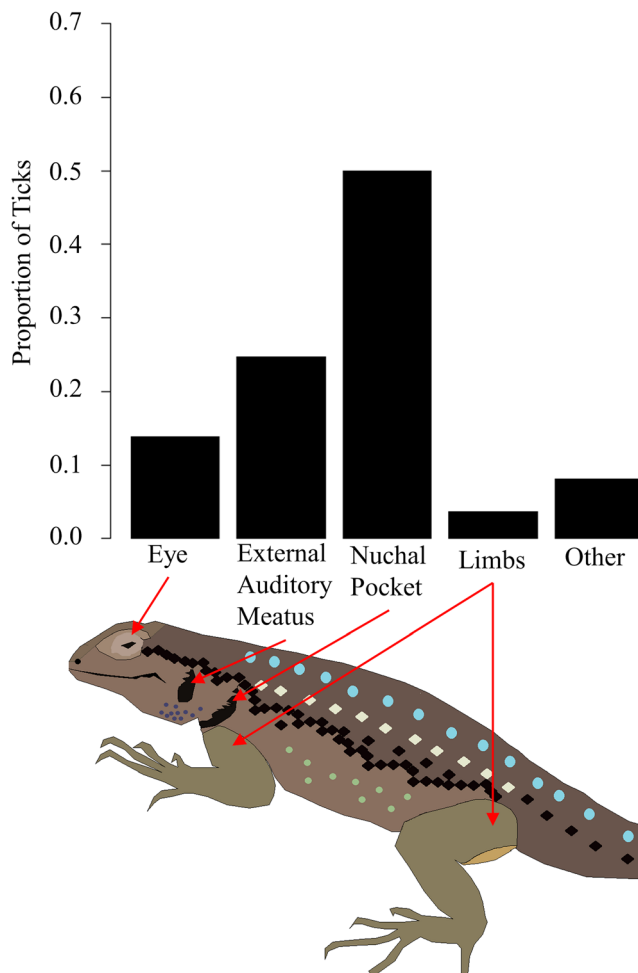 0.7
0.6
0.5
0.4
0.3
0.2
0.1
0.0
Proportion of Ticks
Eye
External
Auditory
Meatus
Nuchal
Pocket
Limbs
Other